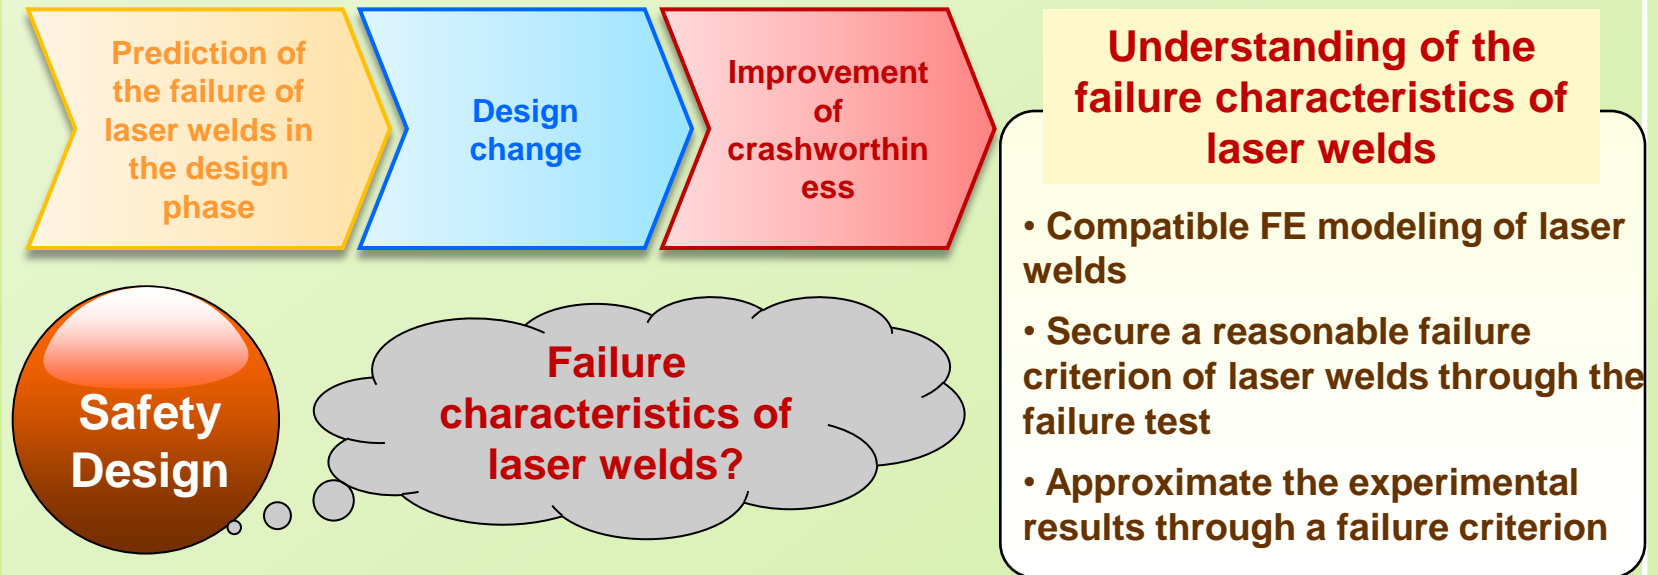 Prediction of
the failure of
laser welds in
the design
phase
Design
change
Improvement
of
crashworthin
ess
Safety
Design
Failure
characteristics of
laser welds?
Understanding of the
failure characteristics of
laser welds
• Compatible FE modeling of laser
welds
• Secure a reasonable failure
criterion of laser welds through the
failure test
• Approximate the experimental
results through a failure criterion